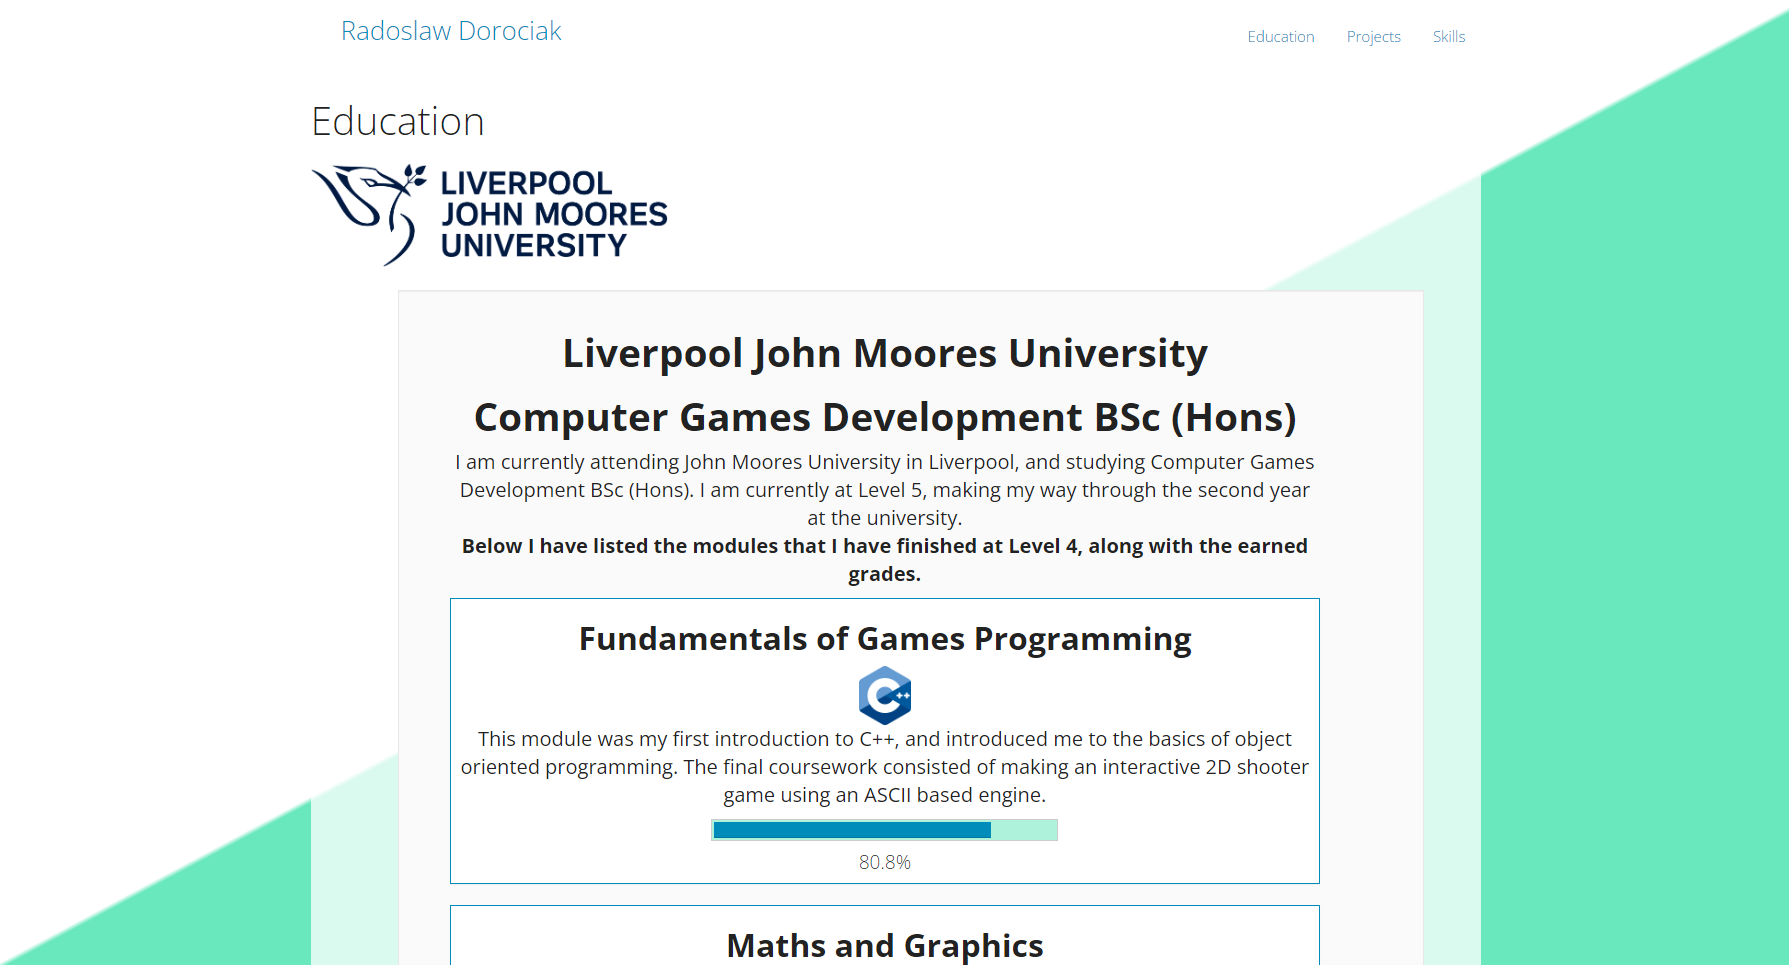 Radoslaw Dorociak
Education Projects Skills
Education
LIVERPOOL
JOHN MOORES
UNIVERSITY
Liverpool John Moores University
Computer Games Development BSc (Hons)
I am currently attending John Moores University in Liverpool, and studying Computer Games
Development BSc (Hons). I am currently at Level 5, making my way through the second year
at the university.
Below I have listed the modules that I have finished at Level 4, along with the earned
grades.
Fundamentals of Games Programming
C++
This module was my first introduction to C++, and introduced me to the basics of object
oriented programming. The final coursework consisted of making an interactive 2D shooter
game using an ASCII based engine.
80.8%
Maths and Graphics